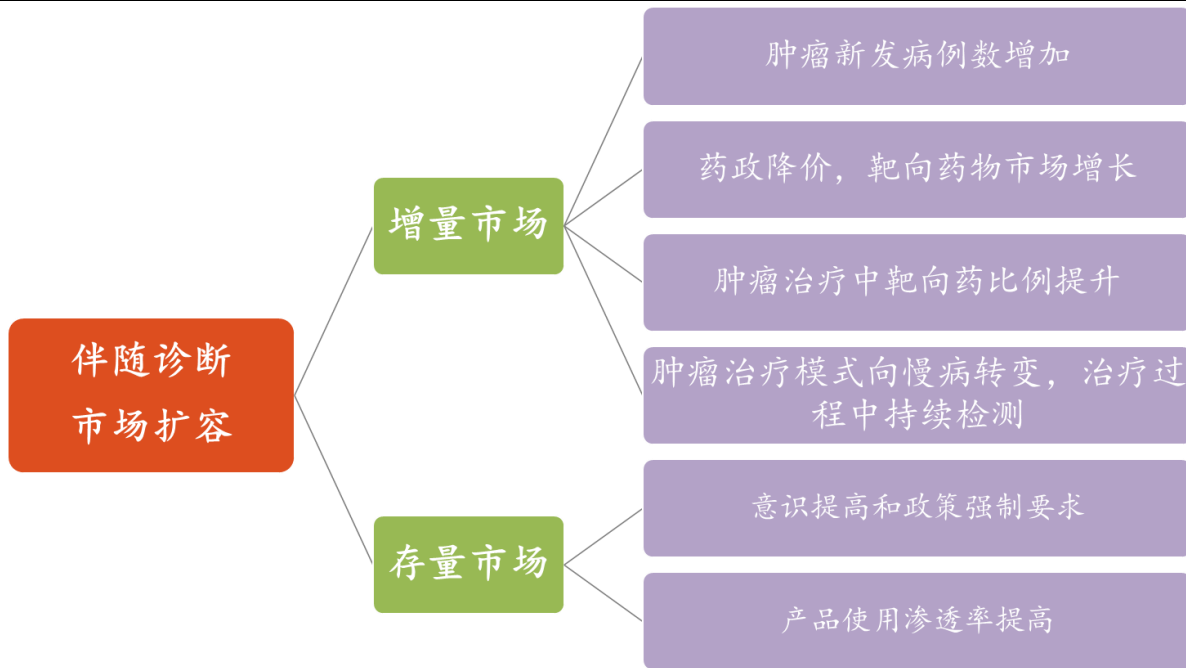 伴随诊断
市场扩容
增量市场
肿瘤新发病例数增加
药政降价，靶向药物市场增长
肿瘤治疗中靶向药比例提升
肿瘤治疗模式向慢病转变，治疗过
程中持续检测
存量市场
意识提高和政策强制要求
产品使用渗透率提高